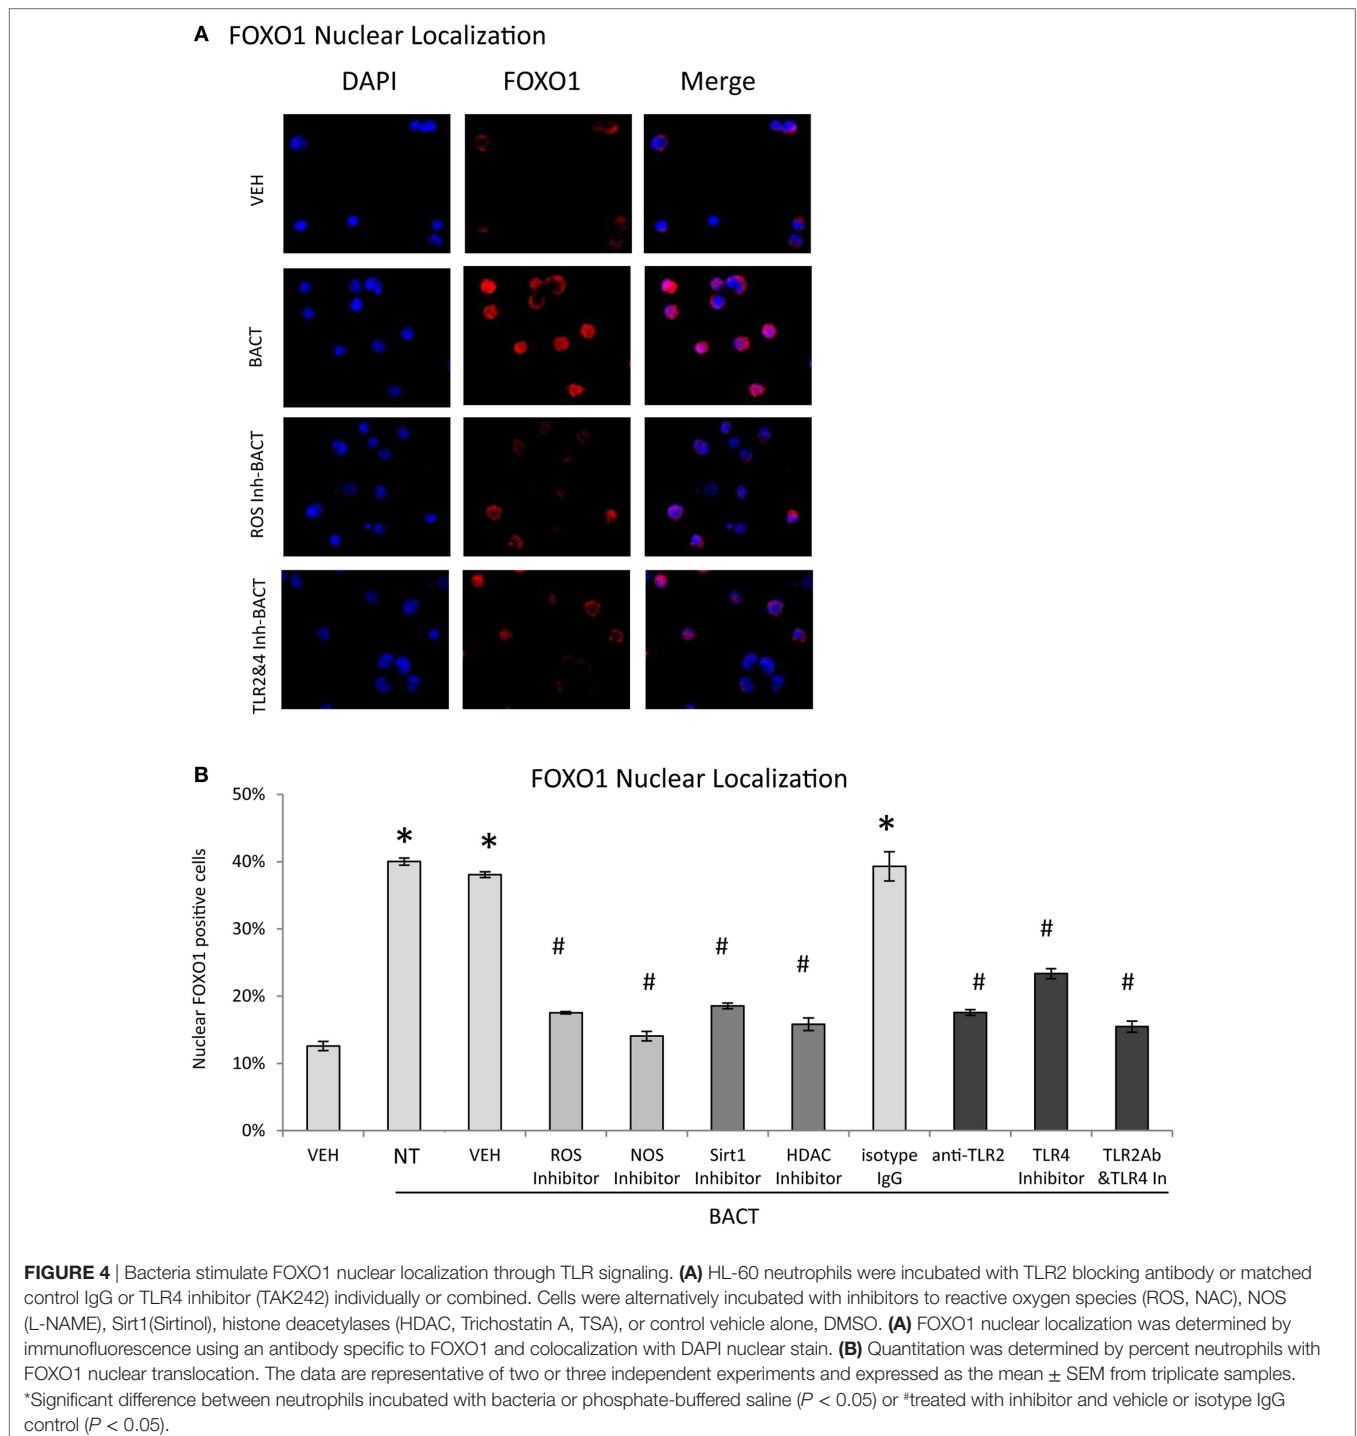 A FOXO1 Nuclear Localization
DAPI FOXO1 Merge
VEH
BACT
ROS Inh-BACT
TLR2&4 Inh-BACT
B FOXO1 Nuclear Localization
Nuclear FOXO1 positive cells
50%
40%
30%
20%
10%
0%
* * # # # # * # # #
VEH NT VEH ROS NOS Sirt1 HDAC isotype anti-TLR2 TLR4 TLR2Ab
Inhibitor Inhibitor Inhibitor Inhibitor IgG Inhibitor &TLR4 In
BACT
FIGURE 4 | Bacteria stimulate FOXO1 nuclear localization through TLR signaling. (A) HL-60 neutrophils were incubated with TLR2 blocking antibody or matched
control IgG or TLR4 inhibitor (TAK242) individually or combined. Cells were alternatively incubated with inhibitors to reactive oxygen species (ROS, NAC), NOS
(L-NAME), Sirt1(Sirtinol), histone deacetylases (HDAC, Trichostatin A, TSA), or control vehicle alone, DMSO. (A) FOXO1 nuclear localization was determined by
immunofluorescence using an antibody specific to FOXO1 and colocalization with DAPI nuclear stain. (B) Quantitation was determined by percent neutrophils with
FOXO1 nuclear translocation. The data are representative of two or three independent experiments and expressed as the mean ± SEM from triplicate samples.
*Significant difference between neutrophils incubated with bacteria or phosphate-buffered saline (P < 0.05) or #treated with inhibitor and vehicle or isotype IgG
control (P < 0.05).